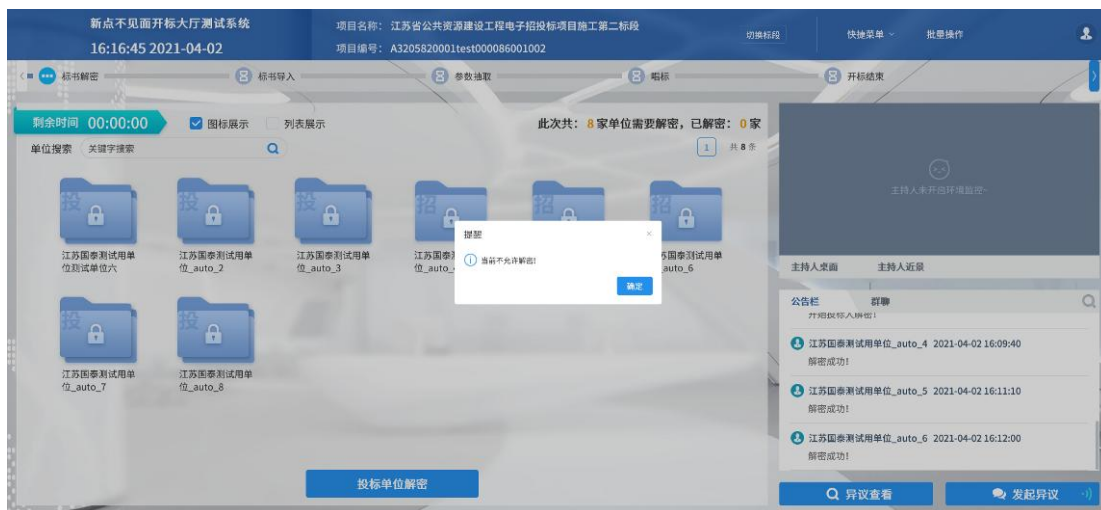 新点不见面开标大厅测试系统
16:16:45 2021-04-02
项目名称： 江苏省公共资源建设工程电子招投标项目施工第二标段
项目编号： A3205820001test000086001002
切换标段
快捷菜单
批量操作
标书解密
标书导入
参数抽取
唱标
开标结束
剩余时间 00:00:00
图标展示
列表展示
此次共： 8 家单位需要解密，已解密： 0 家
单位搜索 关键字搜索
1 共 8 条
投
投
投
招
招
招
江苏国泰测试用单
位测试单位六
江苏国泰测试用单
位_auto_2
江苏国泰测试用单
位_auto_3
江苏国泰
位_auto_
国泰测试用单
auto_6
提醒
×
当前不允许解密!
确定
投
投
江苏国泰测试用单
位_auto_7
江苏国泰测试用单
位_auto_8
投标单位解密
主持人未开启环境监控~
主持人桌面
主持人近景
公告栏
群聊
开始投标人解密!
江苏国泰测试用单位_auto_4 2021-04-02 16:09:40
解密成功!
江苏国泰测试用单位_auto_5 2021-04-02 16:11:10
解密成功!
江苏国泰测试用单位_auto_6 2021-04-02 16:12:00
解密成功!
异议查看
发起异议